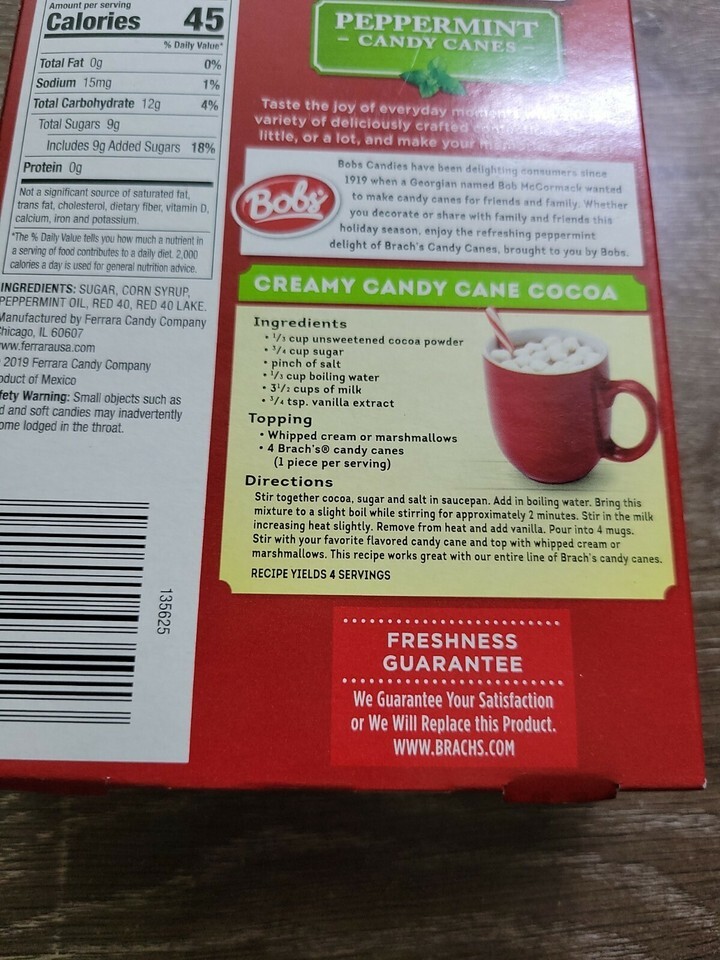 Amount per serving
Calories 45
% Daily Value*
Total Fat 0g 0%
Sodium 15mg 1%
Total Carbohydrate 12g 4%
Total Sugars 9g
Includes 9g Added Sugars 18%
Protein 0g
Not a significant source of saturated fat,
trans fat, cholesterol, dietary fiber, vitamin D,
calcium, iron and potassium.
*The % Daily Value tells you how much a nutrient in
a serving of food contributes to a daily diet. 2,000
calories a day is used for general nutrition advice.
INGREDIENTS: SUGAR, CORN SYRUP,
PEPPERMINT OIL, RED 40, RED 40 LAKE.
Manufactured by Ferrara Candy Company
hicago, IL 60607
ww.ferrarausa.com
2019 Ferrara Candy Company
oduct of Mexico
fety Warning: Small objects such as
d and soft candies may inadvertently
ome lodged in the throat.
135625
PEPPERMINT
– CANDY CANES –
Taste the joy of everyday
variety of deliciously crafted
little, or a lot, and make your
Bobs
Bobs Candies have been delighting consumers since
1919 when a Georgian named Bob McCormack wanted
to make candy canes for friends and family. Whether
you decorate or share with family and friends this
holiday season, enjoy the refreshing peppermint
delight of Brach's Candy Canes, brought to you by Bobs.
CREAMY CANDY CANE COCOA
Ingredients
• 1/3 cup unsweetened cocoa powder
• 3/4 cup sugar
• pinch of salt
• 1/3 cup boiling water
• 3 1/2 cups of milk
• 3/4 tsp. vanilla extract
Topping
• Whipped cream or marshmallows
• 4 Brach's® candy canes
(1 piece per serving)
Directions
Stir together cocoa, sugar and salt in saucepan. Add in boiling water. Bring this
mixture to a slight boil while stirring for approximately 2 minutes. Stir in the milk
increasing heat slightly. Remove from heat and add vanilla. Pour into 4 mugs.
Stir with your favorite flavored candy cane and top with whipped cream or
marshmallows. This recipe works great with our entire line of Brach's candy canes.
RECIPE YIELDS 4 SERVINGS
FRESHNESS
GUARANTEE
We Guarantee Your Satisfaction
or We Will Replace this Product.
WWW.BRACHS.COM